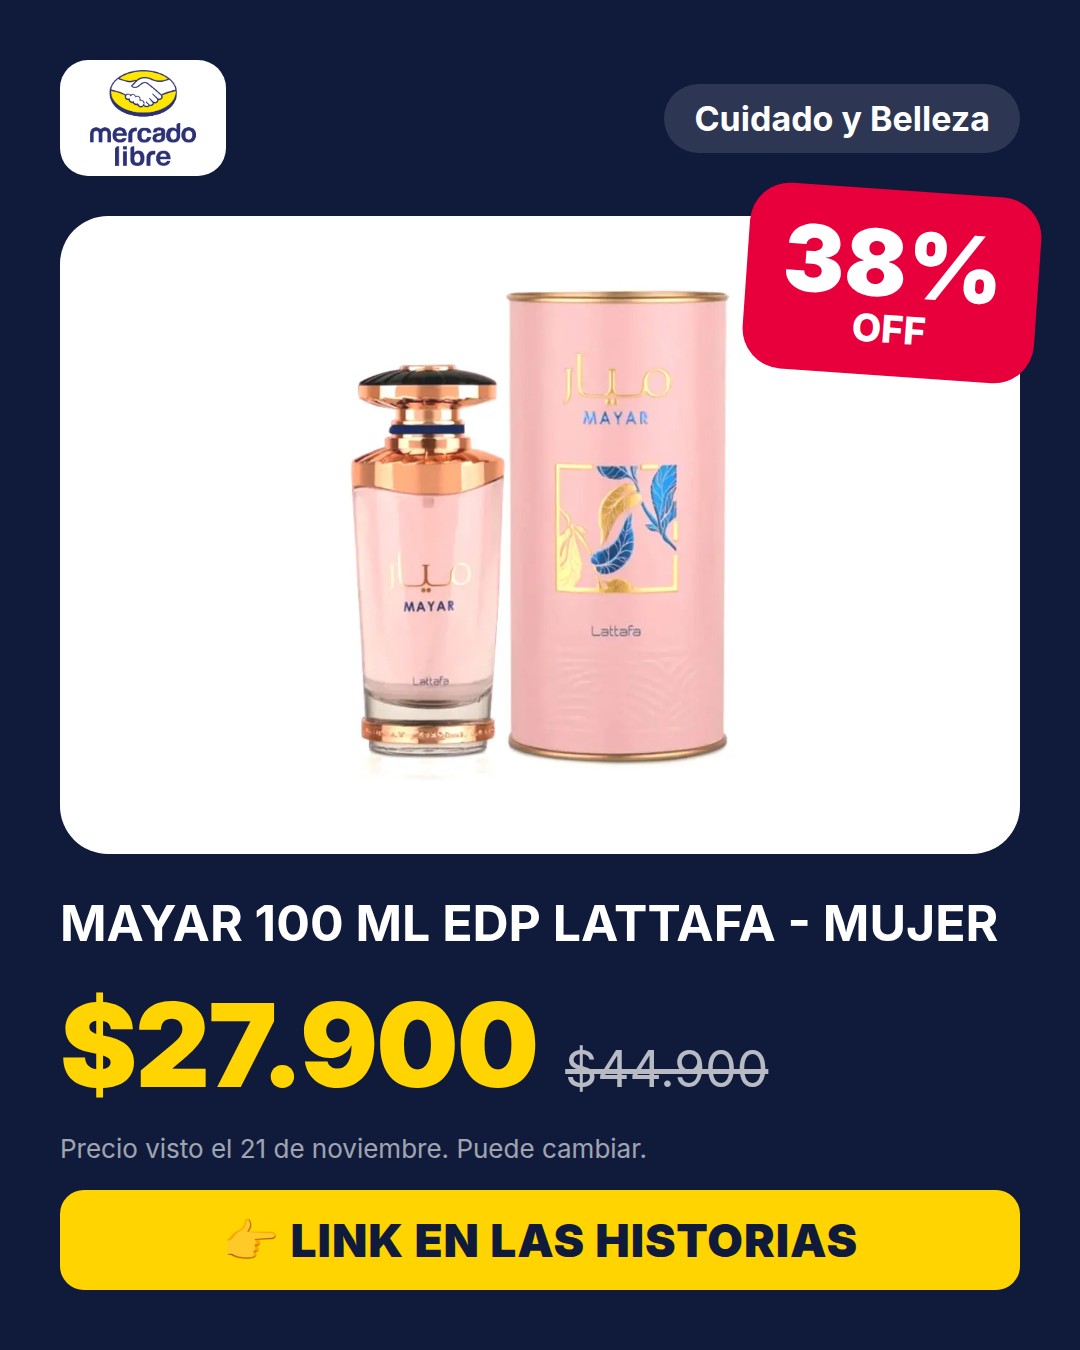 mercado
libre
Cuidado y Belleza
38%
OFF
ميار
MAYAR
Lattafa
ميار
MAYAR
Lattafa
MAYAR 100 ML EDP LATTAFA - MUJER
$27.900 $44.900
Precio visto el 21 de noviembre. Puede cambiar.
👉 LINK EN LAS HISTORIAS